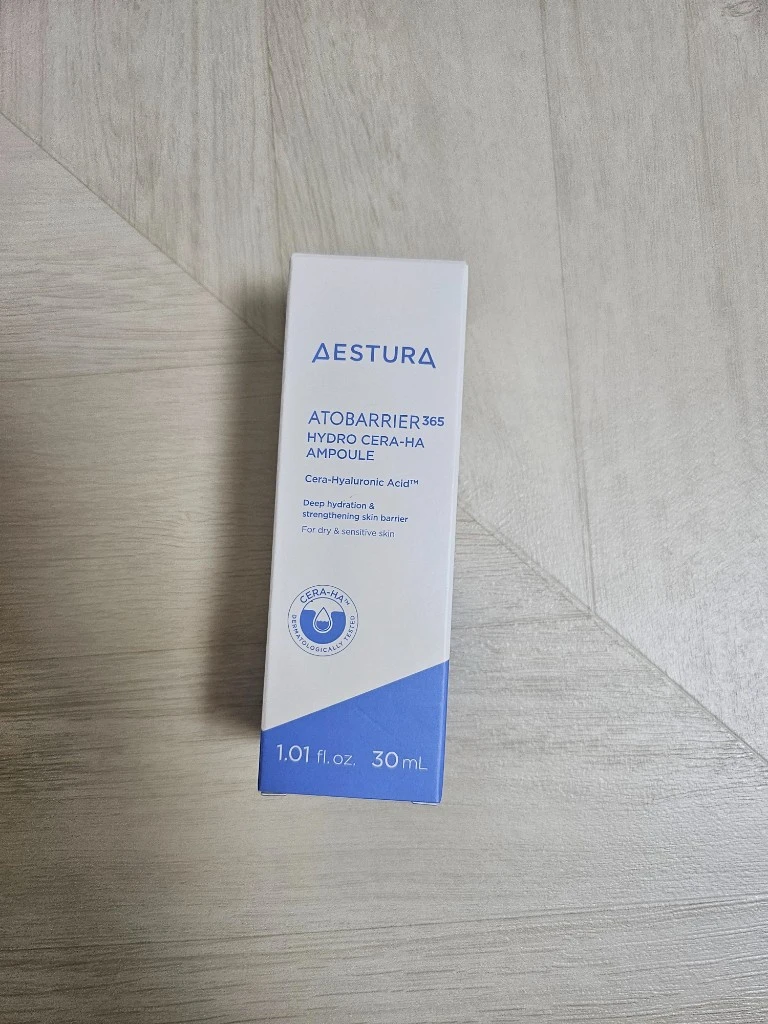 AESTURA
ATOBARRIER365
HYDRO CERA-HA
AMPOULE
Cera-Hyaluronic Acid™
Deep hydration &
strengthening skin barrier
For dry & sensitive skin
CERA-HA™
DERMATOLOGICALLY TESTED
1.01 fl. oz. 30 mL